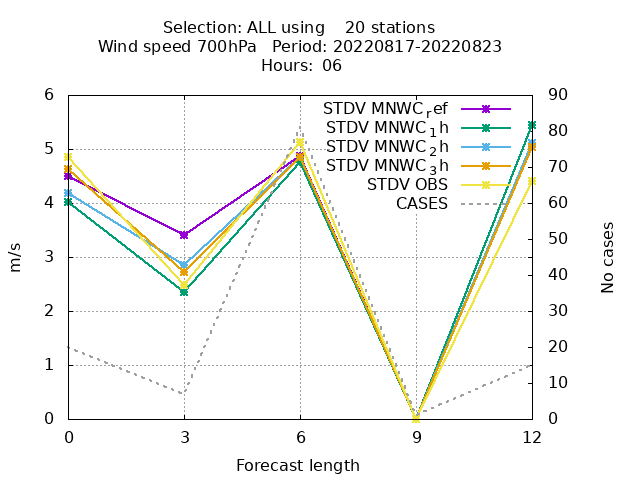 Selection: ALL using 20 stations
Wind speed 700hPa Period: 20220817-20220823
Hours: 06
STDV MNWC_ref
STDV MNWC_1h
STDV MNWC_2h
STDV MNWC_3h
STDV OBS
CASES
6
5
4
3
2
1
0
m/s
90
80
70
60
50
40
30
20
10
0
No cases
0 3 6 9 12
Forecast length